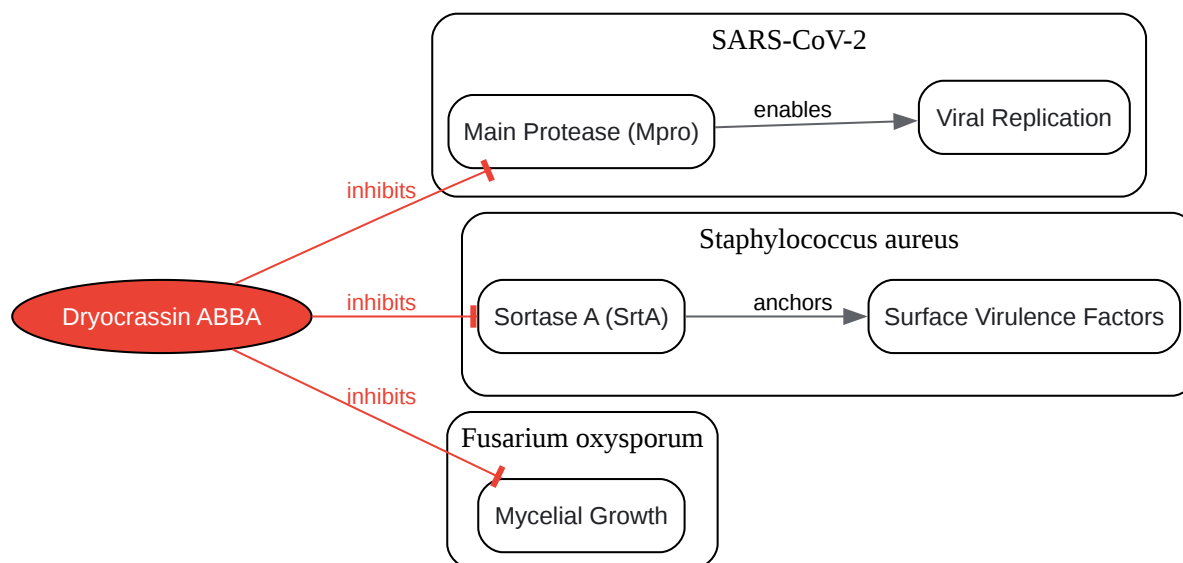 SARS-CoV-2
Main Protease (Mpro)
enables
Viral Replication
inhibits
Staphylococcus aureus
Dryocrassin ABBA
inhibits
Sortase A (SrtA)
anchors
Surface Virulence Factors
inhibits
Fusarium oxysporum
Mycelial Growth